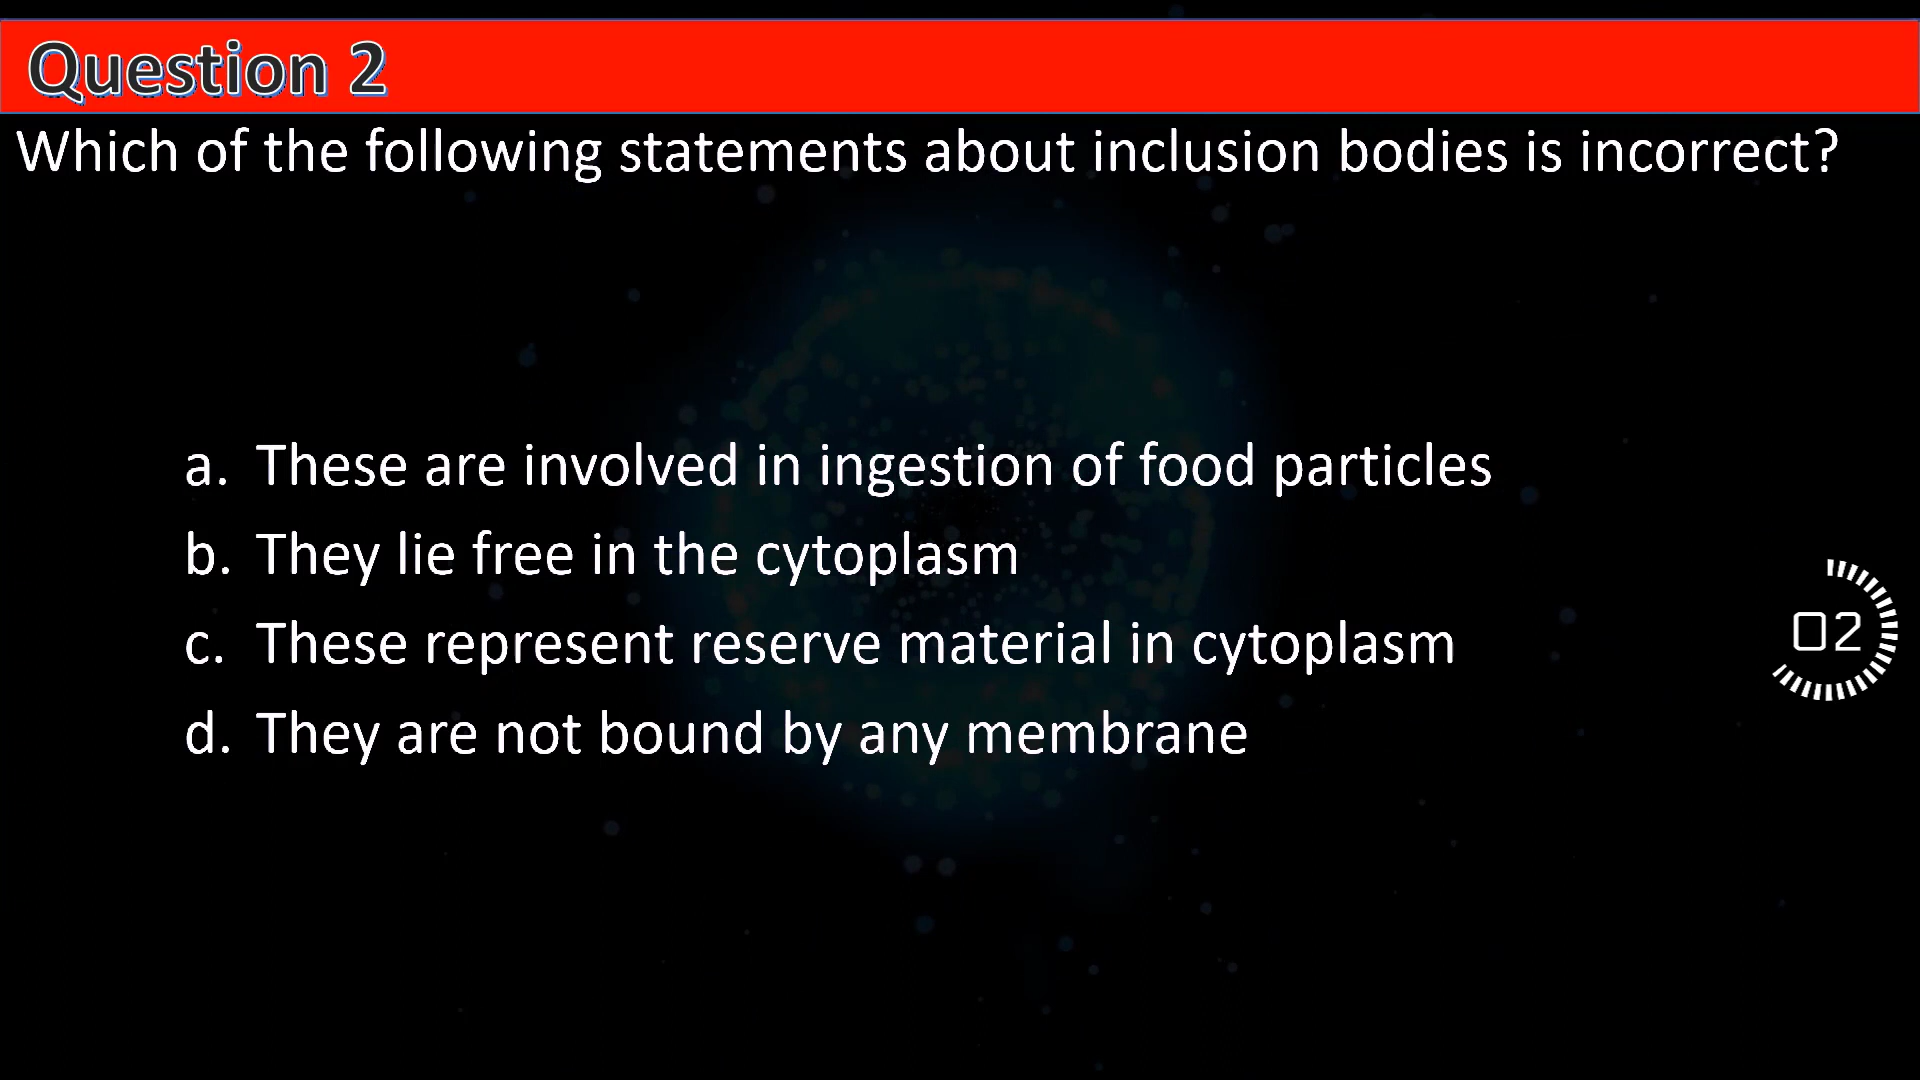 Question 2
Which of the following statements about inclusion bodies is incorrect?
a. These are involved in ingestion of food particles
b. They lie free in the cytoplasm
02
c. These represent reserve material in cytoplasm
d. They are not bound by any membrane